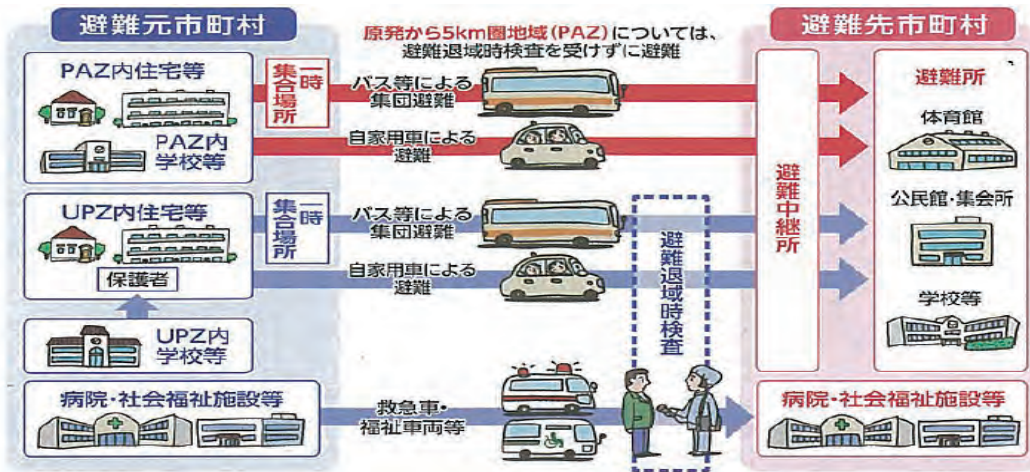 避難元市町村
原発から5km圏地域(PAZ)については、
避難退域時検査を受けずに避難
避難先市町村
PAZ内住宅等
PAZ内
学校等
一時
集合場所
バス等による
集団避難
自家用車による
避難
UPZ内住宅等
保護者
一時
集合場所
バス等による
集団避難
自家用車による
避難
UPZ内
学校等
避難退域時検査
避難中継所
避難所
体育館
公民館・集会所
学校等
病院・社会福祉施設等
救急車・
福祉車両等
病院・社会福祉施設等